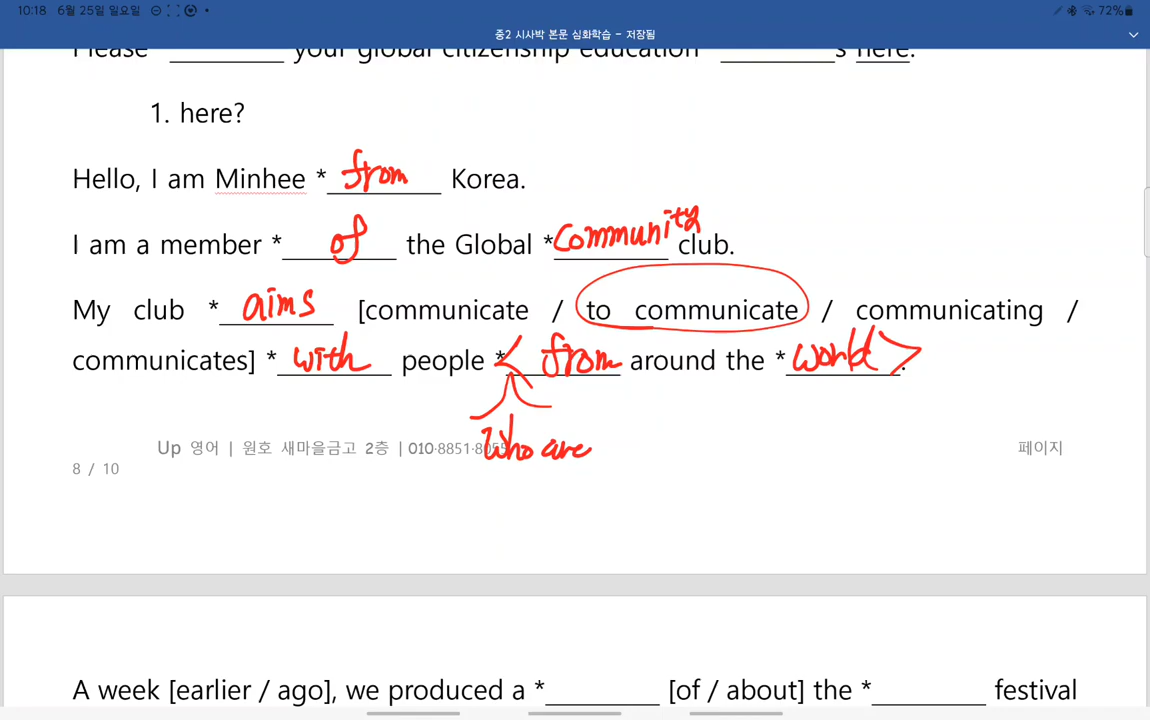 10:18 6월 25일 일요일
72%
중2 시사박 본문 심화학습 – 저장됨
Please ________ your global citizenship education ________s here.
1. here?
Hello, I am Minhee * from Korea.
I am a member * of the Global * Community club.
My club * aims [communicate / to communicate / communicating /
communicates] * with people * < from around the * world > .
who are
Up 영어 | 원호 새마을금고 2층 | 010·8851·8 페이지
8 / 10
A week [earlier / ago], we produced a *________ [of / about] the *________ festival